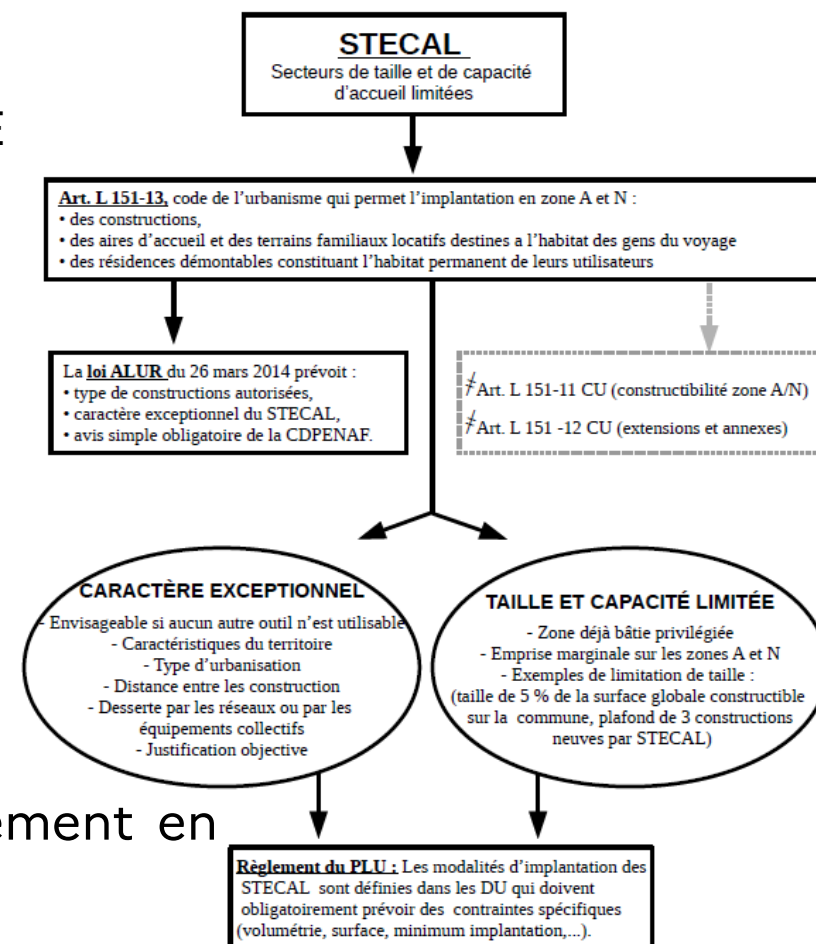 STECAL
Secteurs de taille et de capacité
d'accueil limitées
E
Art. L 151-13, code de l'urbanisme qui permet l'implantation en zone A et N :
• des constructions,
• des aires d'accueil et des terrains familiaux locatifs destines a l'habitat des gens du voyage
• des résidences démontables constituant l'habitat permanent de leurs utilisateurs
La loi ALUR du 26 mars 2014 prévoit :
• type de constructions autorisées,
• caractère exceptionnel du STECAL,
• avis simple obligatoire de la CDPENAF.
≠Art. L 151-11 CU (constructibilité zone A/N)
≠Art. L 151 -12 CU (extensions et annexes)
CARACTÈRE EXCEPTIONNEL
- Envisageable si aucun autre outil n'est utilisable
- Caractéristiques du territoire
- Type d'urbanisation
- Distance entre les construction
- Desserte par les réseaux ou par les
équipements collectifs
- Justification objective
TAILLE ET CAPACITÉ LIMITÉE
- Zone déjà bâtie privilégiée
- Emprise marginale sur les zones A et N
- Exemples de limitation de taille :
(taille de 5 % de la surface globale constructible
sur la commune, plafond de 3 constructions
neuves par STECAL)
ement en
Règlement du PLU : Les modalités d'implantation des
STECAL sont définies dans les DU qui doivent
obligatoirement prévoir des contraintes spécifiques
(volumétrie, surface, minimum implantation,...).